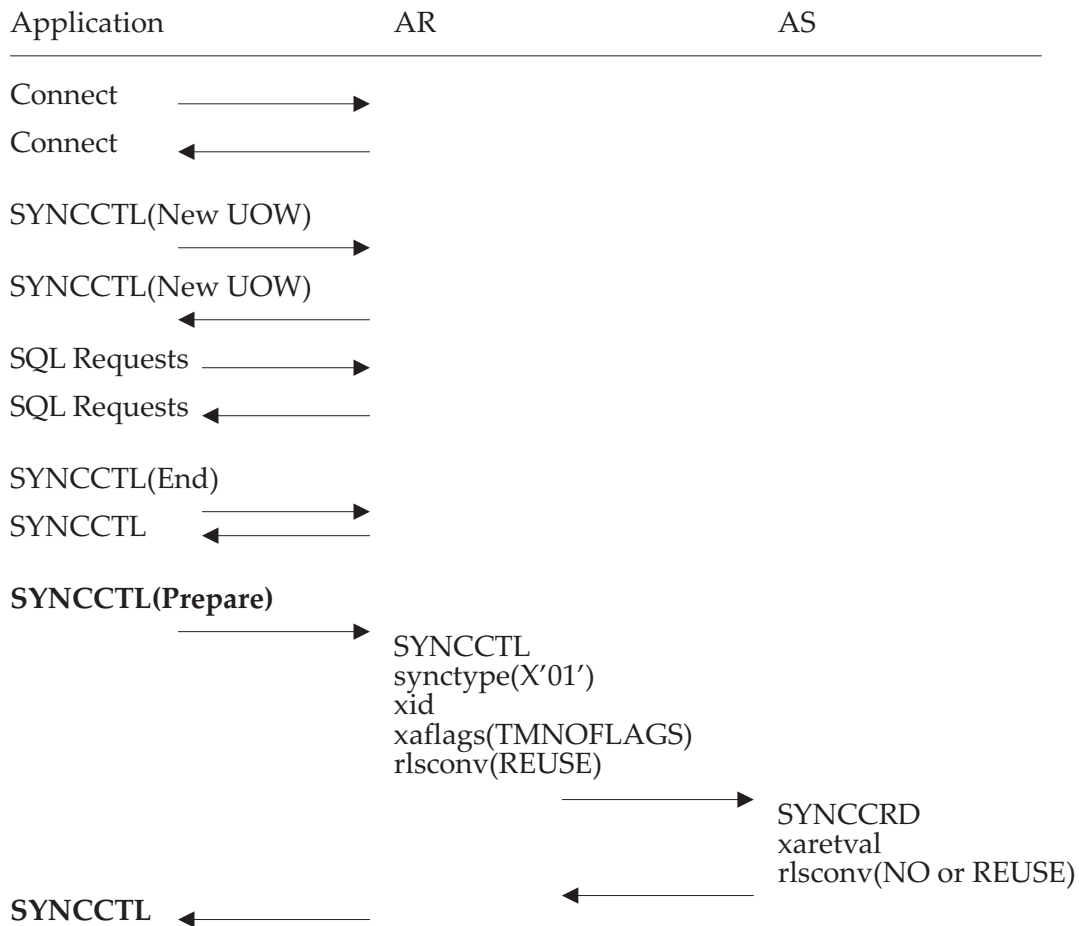 Application AR AS
Connect
Connect
SYNCCTL(New UOW)
SYNCCTL(New UOW)
SQL Requests
SQL Requests
SYNCCTL(End)
SYNCCTL
SYNCCTL(Prepare)
SYNCCTL
synctype(X’01’)
xid
xaflags(TMNOFLAGS)
rlsconv(REUSE)
SYNCCRD
xaretval
rlsconv(NO or REUSE)
SYNCCTL